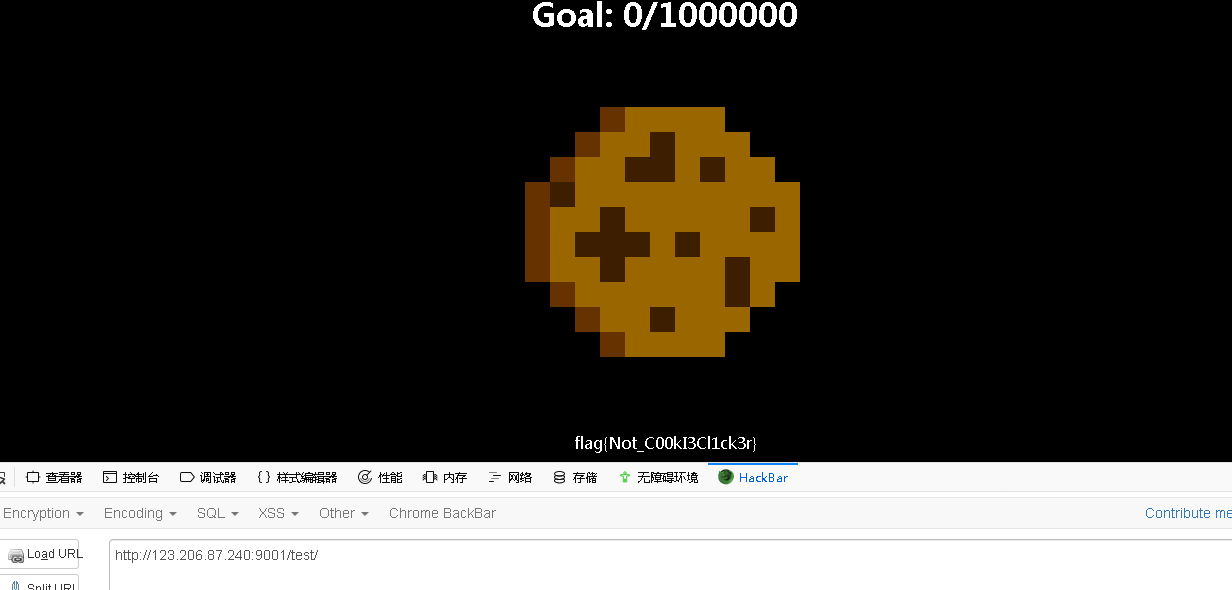 Goal: 0/1000000
flag{Not_C00kI3Cl1ck3r}
查看器 控制台 调试器 {} 样式编辑器 性能 内存 网络 存储 无障碍环境 HackBar
Encryption Encoding SQL XSS Other Chrome BackBar Contribute me
Load URL http://123.206.87.240:9001/test/
Split URL